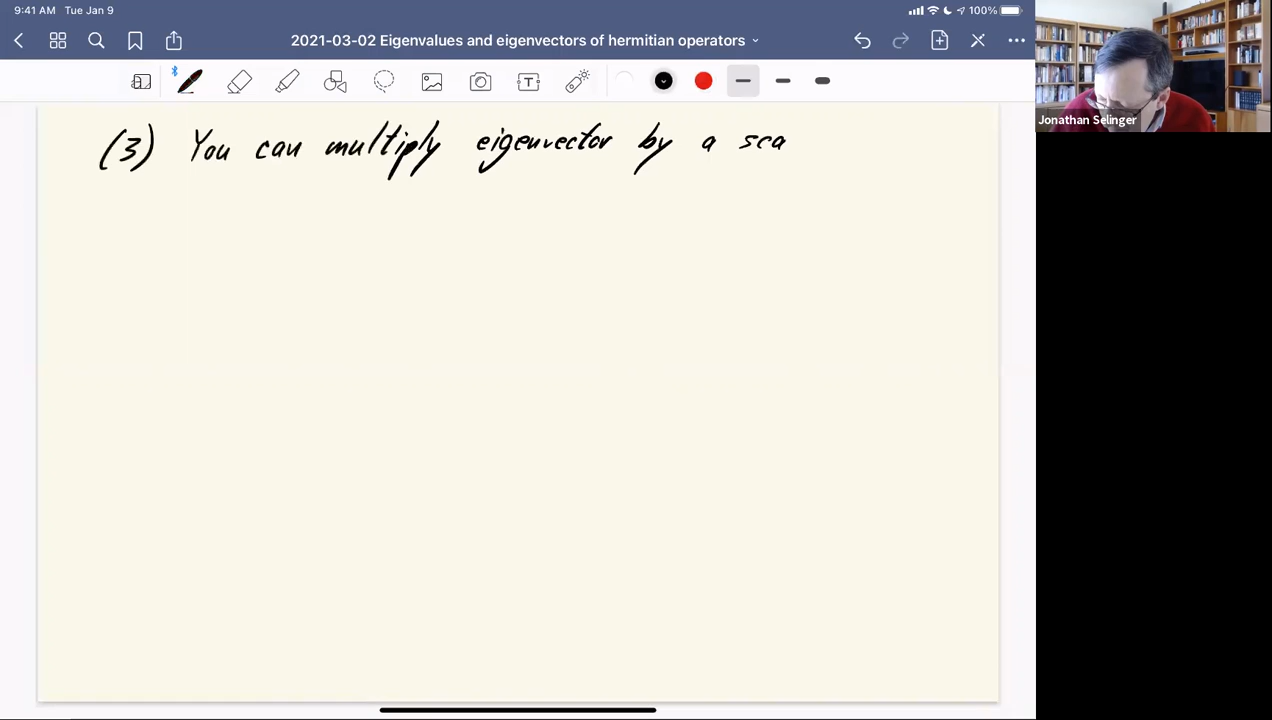 9:41 AM Tue Jan 9
100%
2021-03-02 Eigenvalues and eigenvectors of hermitian operators
T
Jonathan Selinger
(3) You can multiply eigenvector by a sca